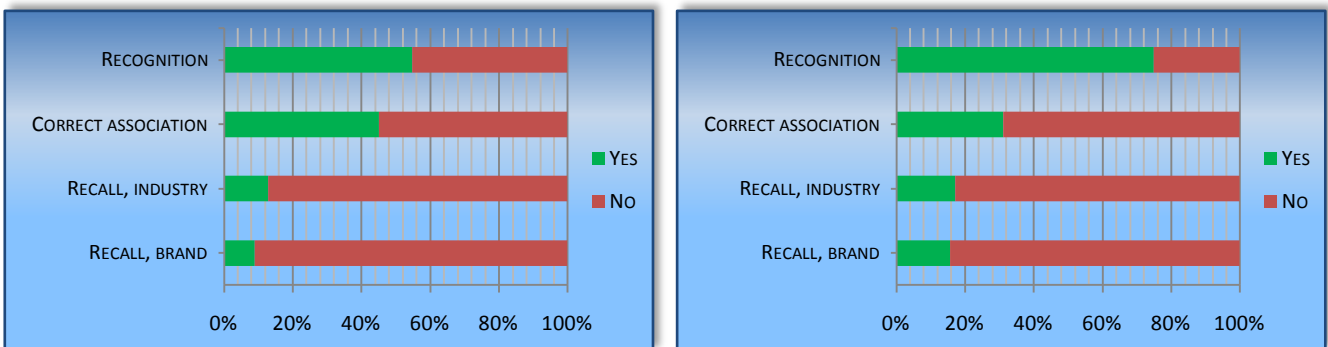 RECOGNITION
CORRECT ASSOCIATION
RECALL, INDUSTRY
RECALL, BRAND
0% 20% 40% 60% 80% 100%
YES
NO
RECOGNITION
CORRECT ASSOCIATION
RECALL, INDUSTRY
RECALL, BRAND
0% 20% 40% 60% 80% 100%
YES
NO